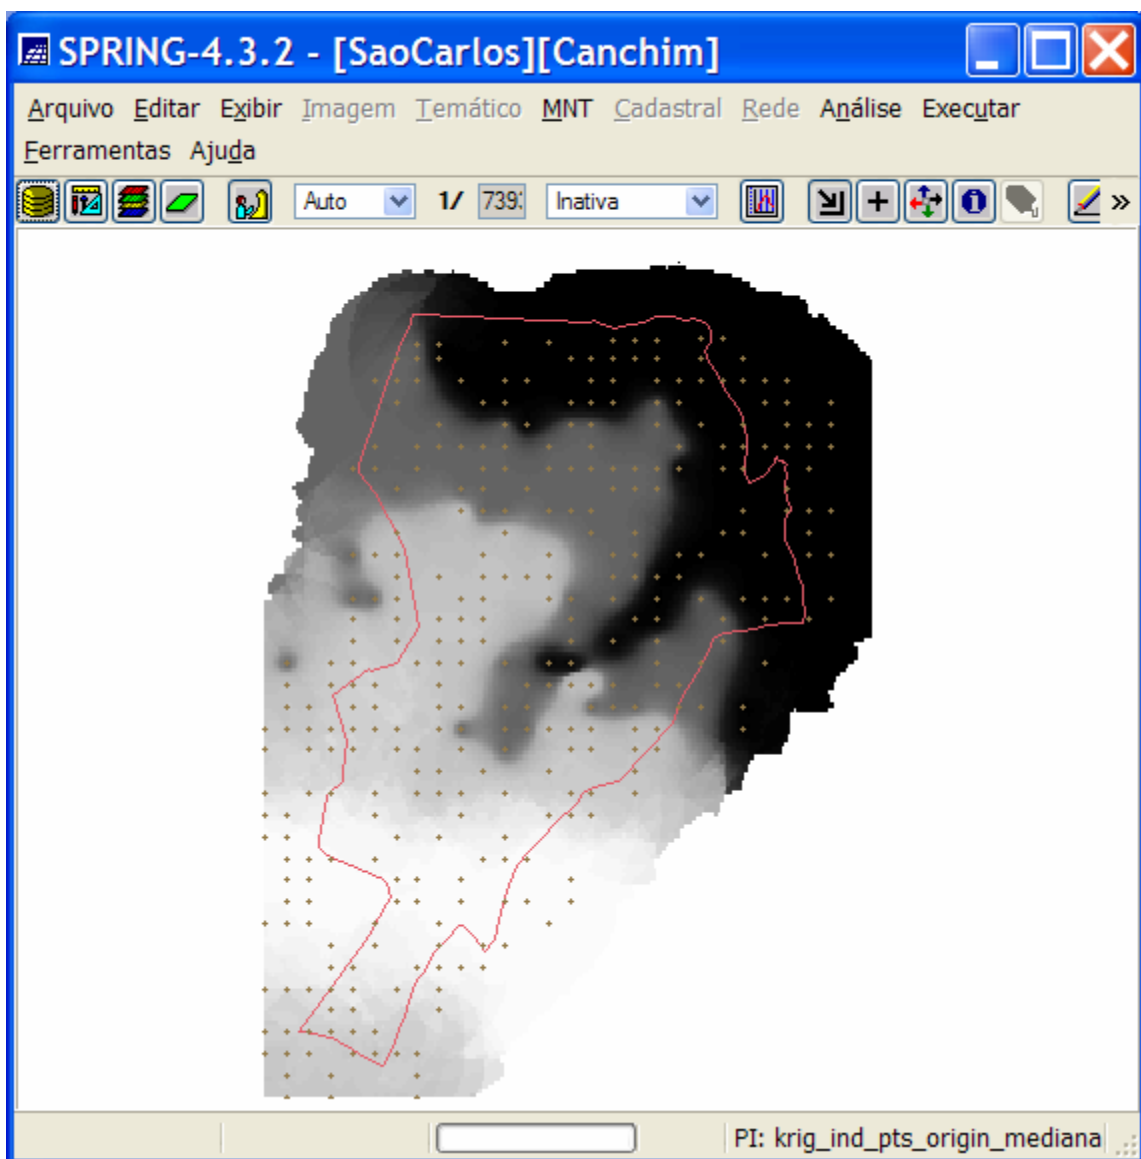 SPRING-4.3.2 - [SaoCarlos][Canchim]
Arquivo Editar Exibir Imagem Temático MNT Cadastral Rede Análise Executar
Ferramentas Ajuda
Auto 1/ 739 Inativa »
PI: krig_ind_pts_origin_mediana